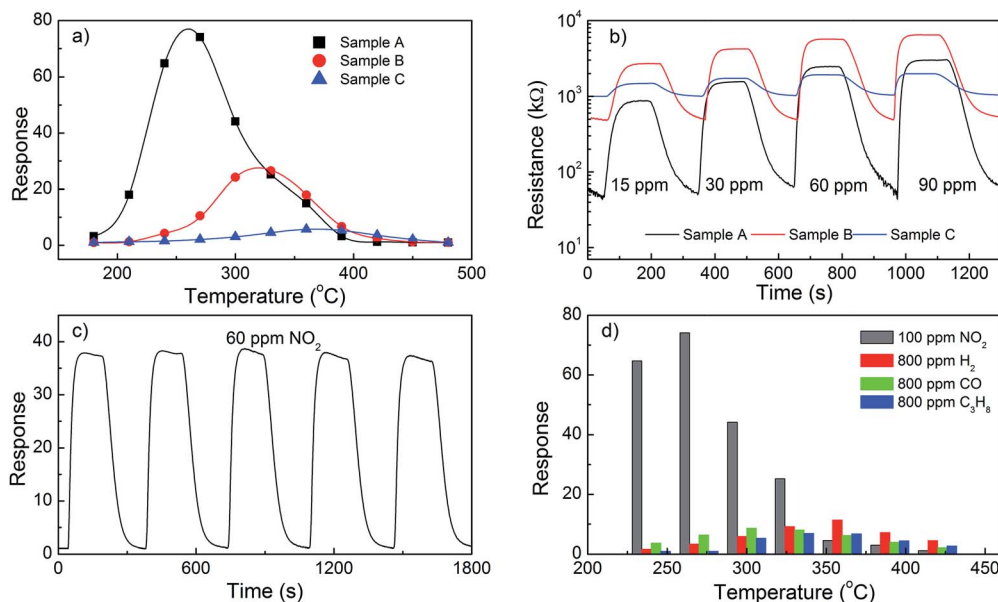 a)
Sample A
Sample B
Sample C
80
60
40
20
0
Response
200
300
400
500
Temperature (°C)
b)
10⁴
10³
10²
10¹
Resistance (kΩ)
15 ppm
30 ppm
60 ppm
90 ppm
Sample A
Sample B
Sample C
0
200
400
600
800
1000
1200
Time (s)
c)
60 ppm NO₂
40
30
20
10
0
Response
0
600
1200
1800
Time (s)
d)
100 ppm NO₂
800 ppm H₂
800 ppm CO
800 ppm C₃H₈
80
60
40
20
0
Response
200
250
300
350
400
450
Temperature (°C)